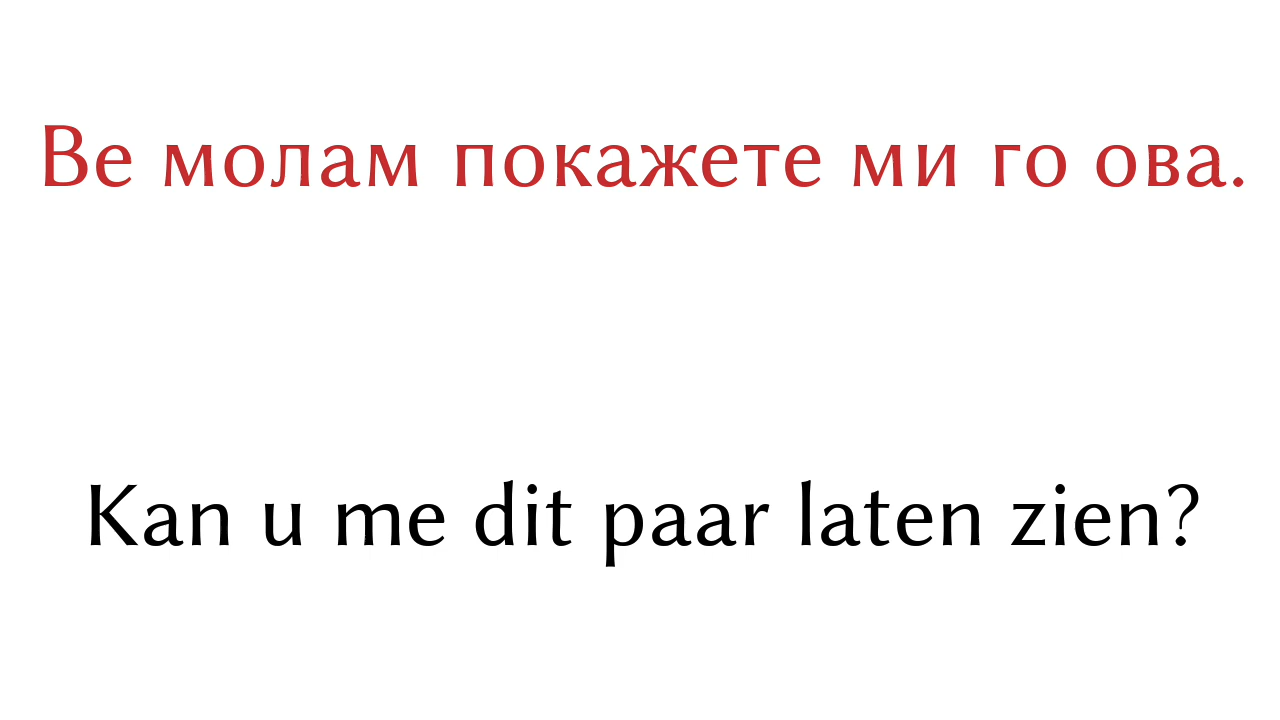 Ве молам покажете ми го ова.
Kan u me dit paar laten zien?